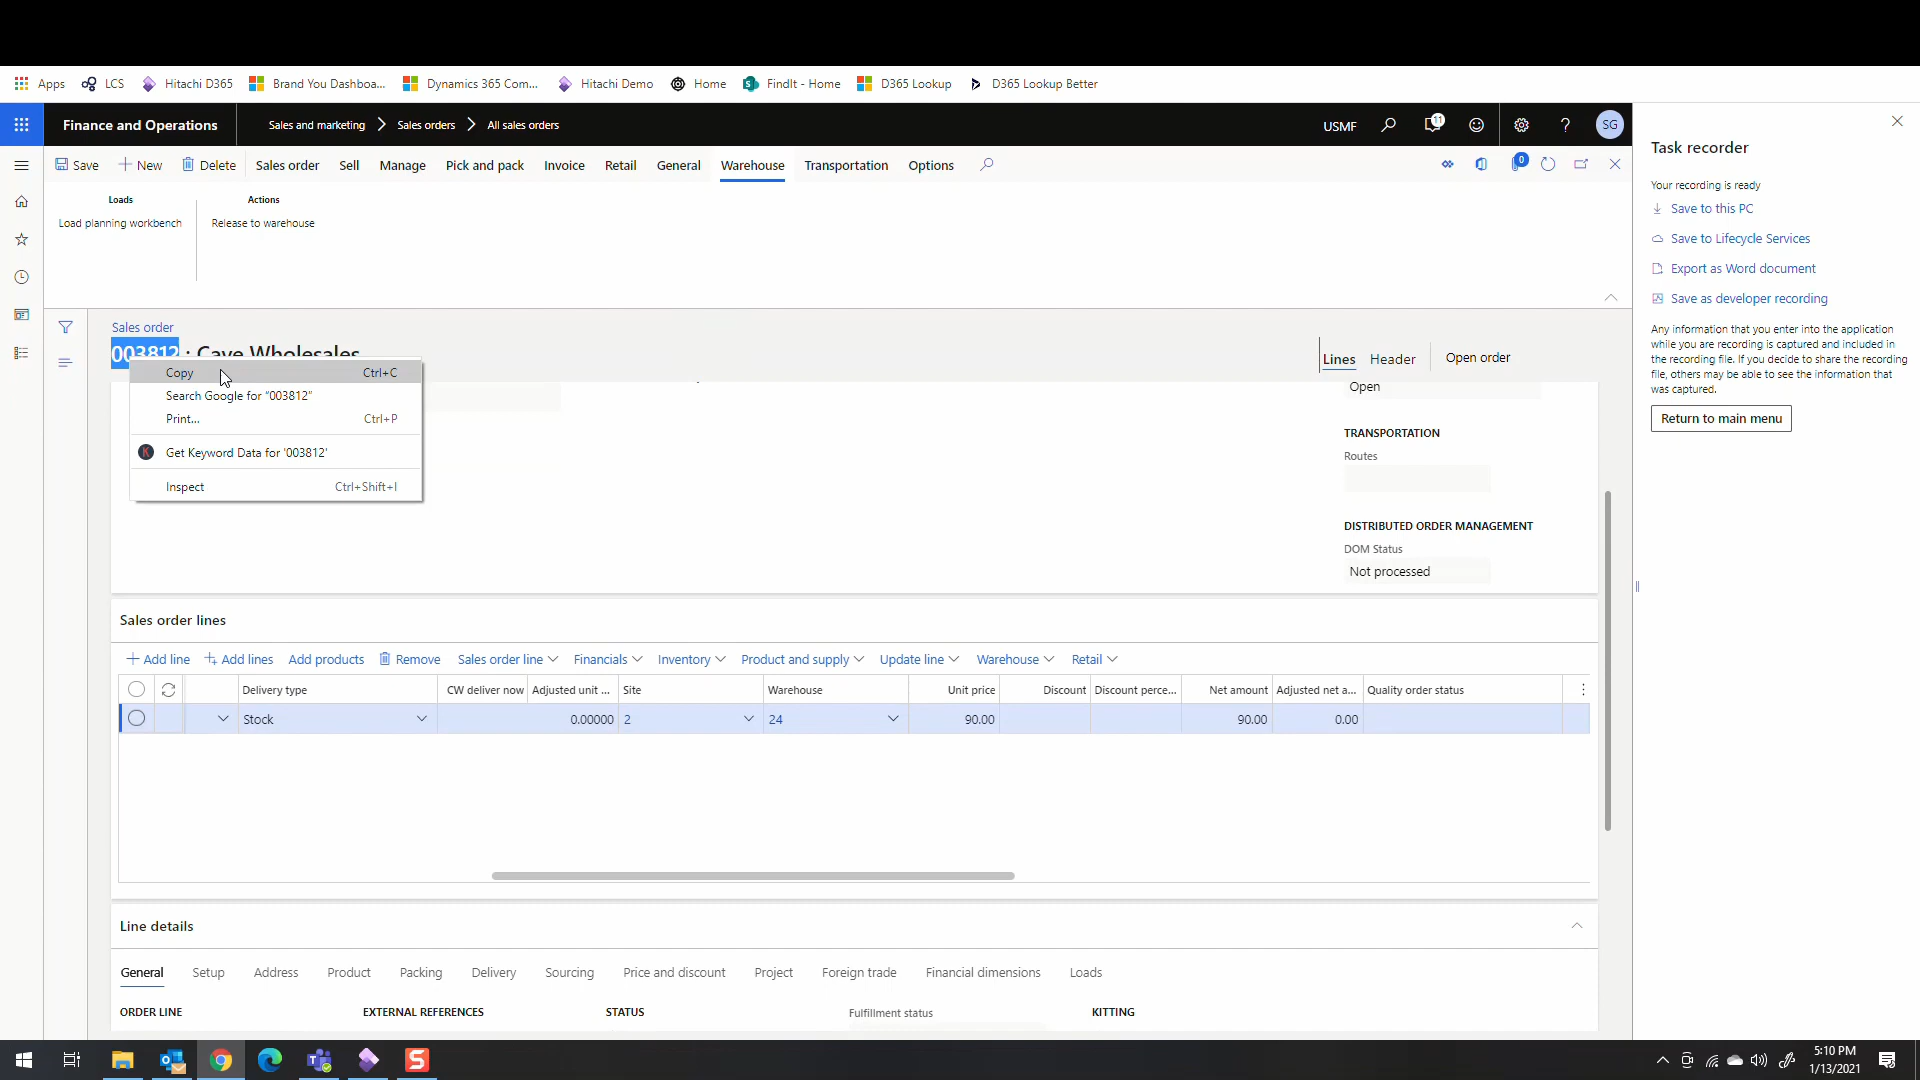 Apps LCS Hitachi D365 Brand You Dashboa... Dynamics 365 Com... Hitachi Demo Home FindIt - Home D365 Lookup D365 Lookup Better
Finance and Operations Sales and marketing Sales orders All sales orders USMF 11 ? SG
Save New Delete Sales order Sell Manage Pick and pack Invoice Retail General Warehouse Transportation Options 0
Loads Actions
Load planning workbench Release to warehouse
Sales order
003812 : Cave Wholesales
Lines Header Open order
Copy Ctrl+C
Search Google for "003812"
Print... Ctrl+P
Get Keyword Data for '003812'
Inspect Ctrl+Shift+I
Open
TRANSPORTATION
Routes
DISTRIBUTED ORDER MANAGEMENT
DOM Status
Not processed
Sales order lines
Add line Add lines Add products Remove Sales order line Financials Inventory Product and supply Update line Warehouse Retail
Delivery type CW deliver now Adjusted unit ... Site Warehouse Unit price Discount Discount perce... Net amount Adjusted net a... Quality order status
Stock 0.00000 2 24 90.00 90.00 0.00
Line details
General Setup Address Product Packing Delivery Sourcing Price and discount Project Foreign trade Financial dimensions Loads
ORDER LINE EXTERNAL REFERENCES STATUS Fulfillment status KITTING
Task recorder
Your recording is ready
Save to this PC
Save to Lifecycle Services
Export as Word document
Save as developer recording
Any information that you enter into the application
while you are recording is captured and included in
the recording file. If you decide to share the recording
file, others may be able to see the information that
was captured.
Return to main menu
5:10 PM
1/13/2021